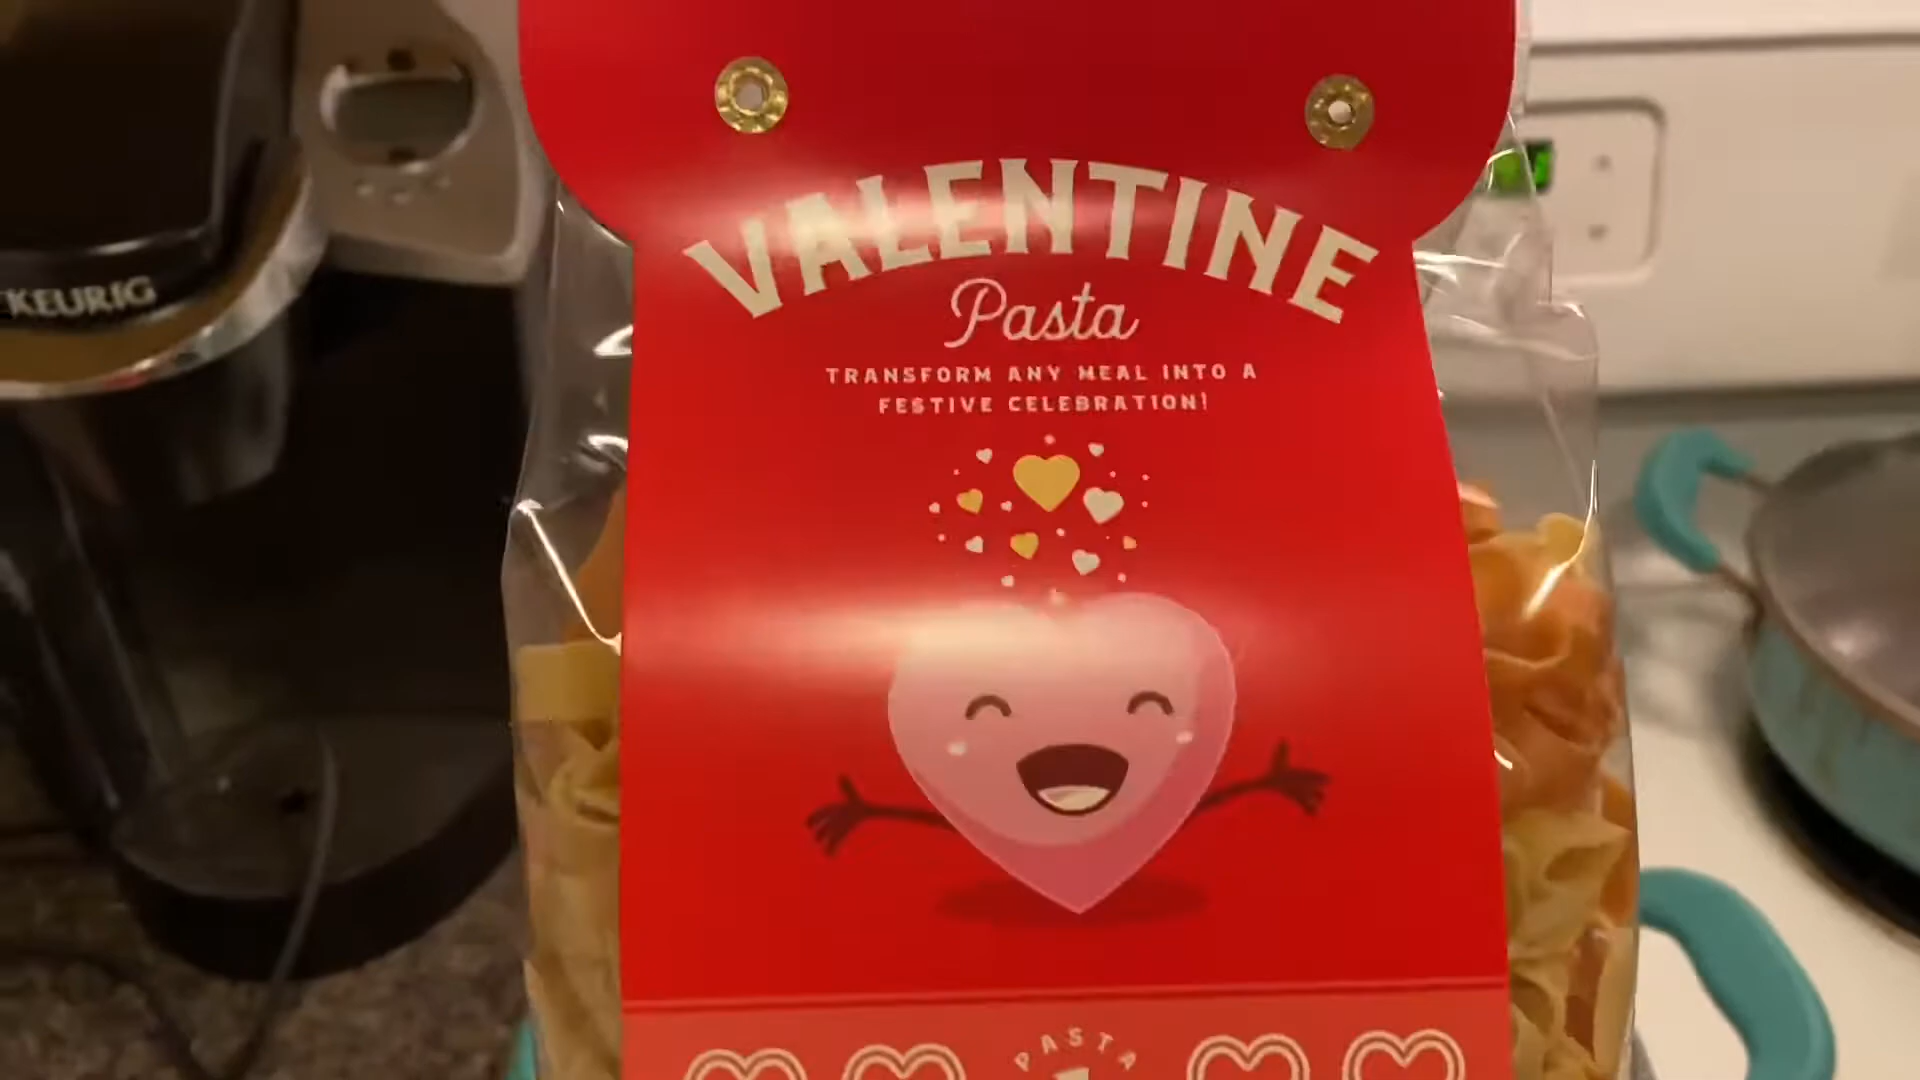 VALENTINE
Pasta
TRANSFORM ANY MEAL INTO A
FESTIVE CELEBRATION!
KEURIG
PASTA